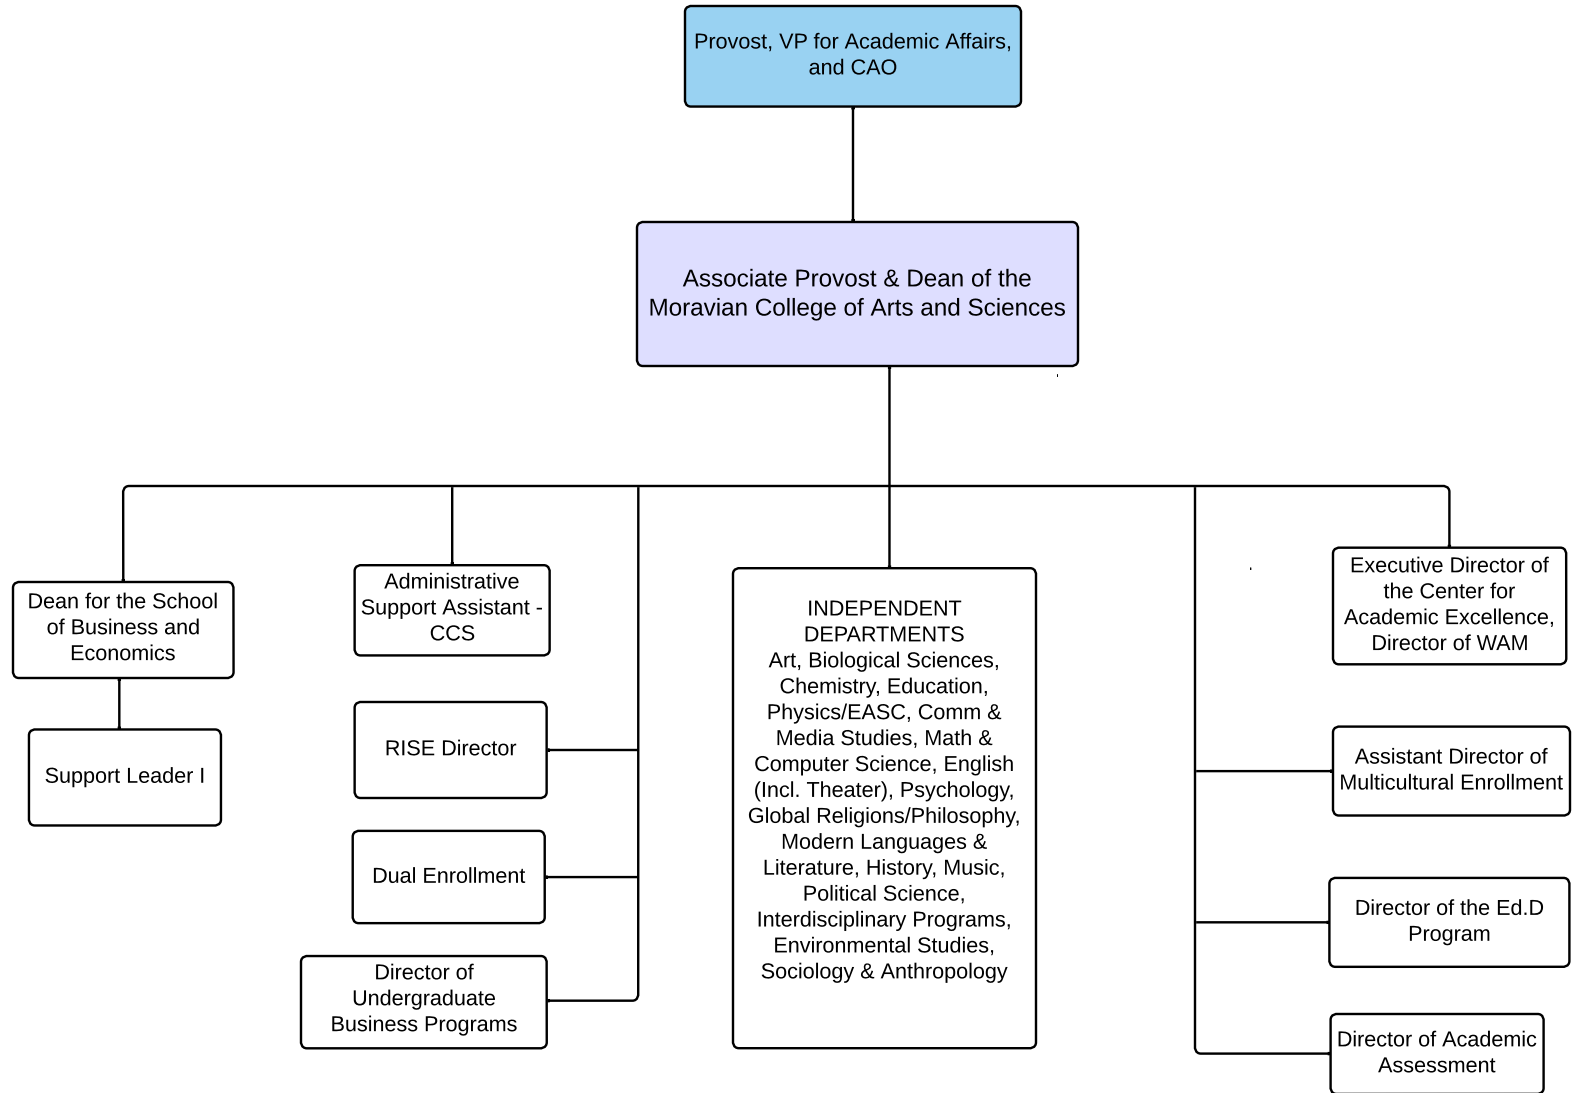 Provost, VP for Academic Affairs,
and CAO
Associate Provost & Dean of the
Moravian College of Arts and Sciences
Dean for the School
of Business and
Economics
Support Leader I
Administrative
Support Assistant -
CCS
RISE Director
Dual Enrollment
Director of
Undergraduate
Business Programs
INDEPENDENT
DEPARTMENTS
Art, Biological Sciences,
Chemistry, Education,
Physics/EASC, Comm &
Media Studies, Math &
Computer Science, English
(Incl. Theater), Psychology,
Global Religions/Philosophy,
Modern Languages &
Literature, History, Music,
Political Science,
Interdisciplinary Programs,
Environmental Studies,
Sociology & Anthropology
Executive Director of
the Center for
Academic Excellence,
Director of WAM
Assistant Director of
Multicultural Enrollment
Director of the Ed.D
Program
Director of Academic
Assessment